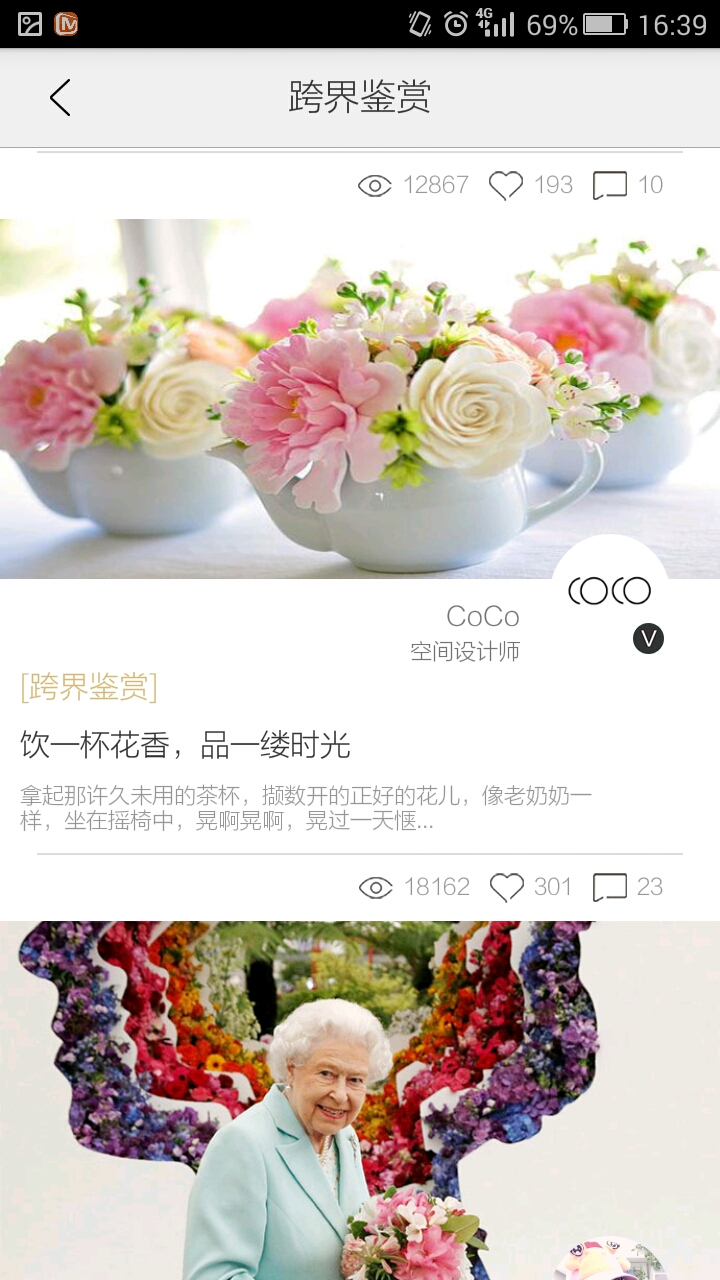 4G 69% 16:39
跨界鉴赏
12867 193 10
COCO
CoCo
V
空间设计师
[跨界鉴赏]
饮一杯花香，品一缕时光
拿起那许久未用的茶杯，撷数开的正好的花儿，像老奶奶一
样，坐在摇椅中，晃啊晃啊，晃过一天惬...
18162 301 23